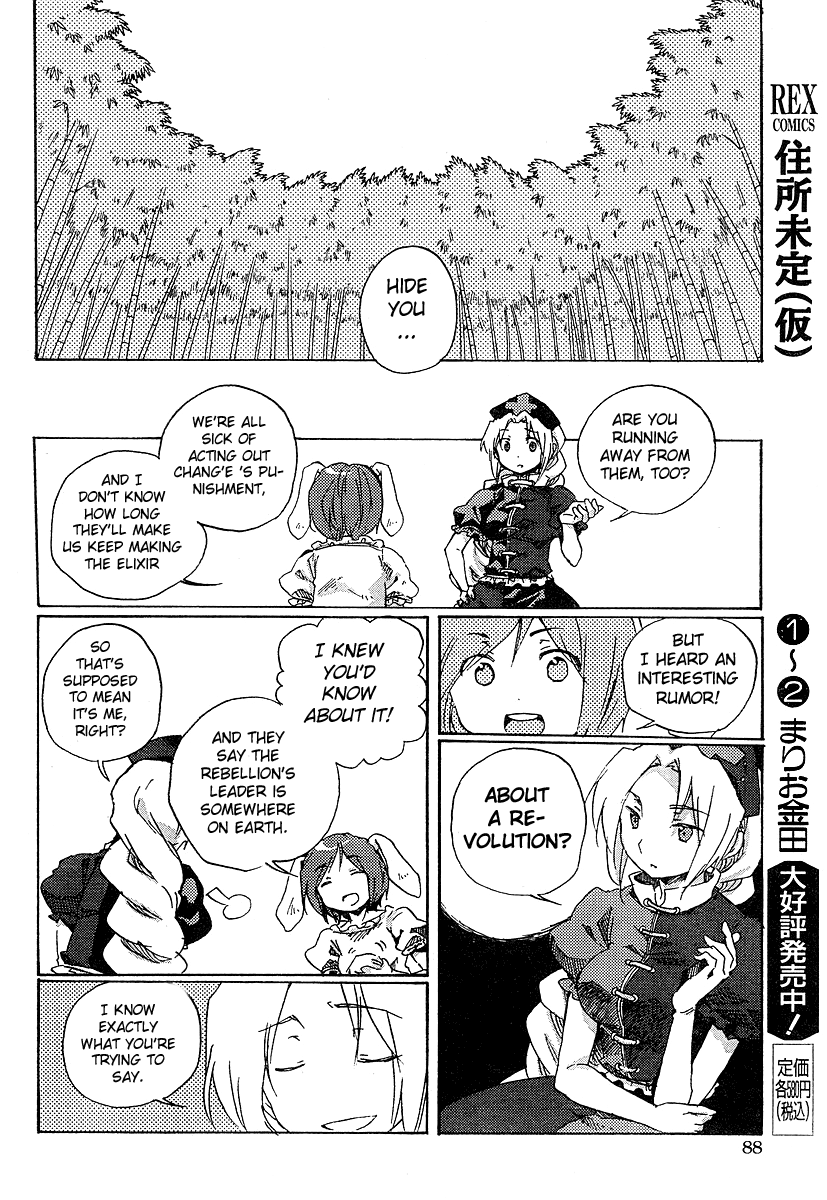 HIDE
YOU
...
ARE YOU
RUNNING
AWAY FROM
THEM, TOO?
WE'RE ALL
SICK OF
ACTING OUT
CHANG'E 'S PU-
NISHMENT,
AND I
DON'T KNOW
HOW LONG
THEY'LL MAKE
US KEEP MAKING
THE ELIXIR
BUT
I HEARD AN
INTERESTING
RUMOR!
ABOUT
A RE-
VOLUTION?
I KNEW
YOU'D
KNOW
ABOUT IT!
AND THEY
SAY THE
REBELLION'S
LEADER IS
SOMEWHERE
ON EARTH.
SO
THAT'S
SUPPOSED
TO MEAN
IT'S ME,
RIGHT?
I KNOW
EXACTLY
WHAT YOU'RE
TRYING TO
SAY.
REX
COMICS
住所未定(仮)
①~②まりお金田
大好評発売中!
定価
各580円
(税込)
88